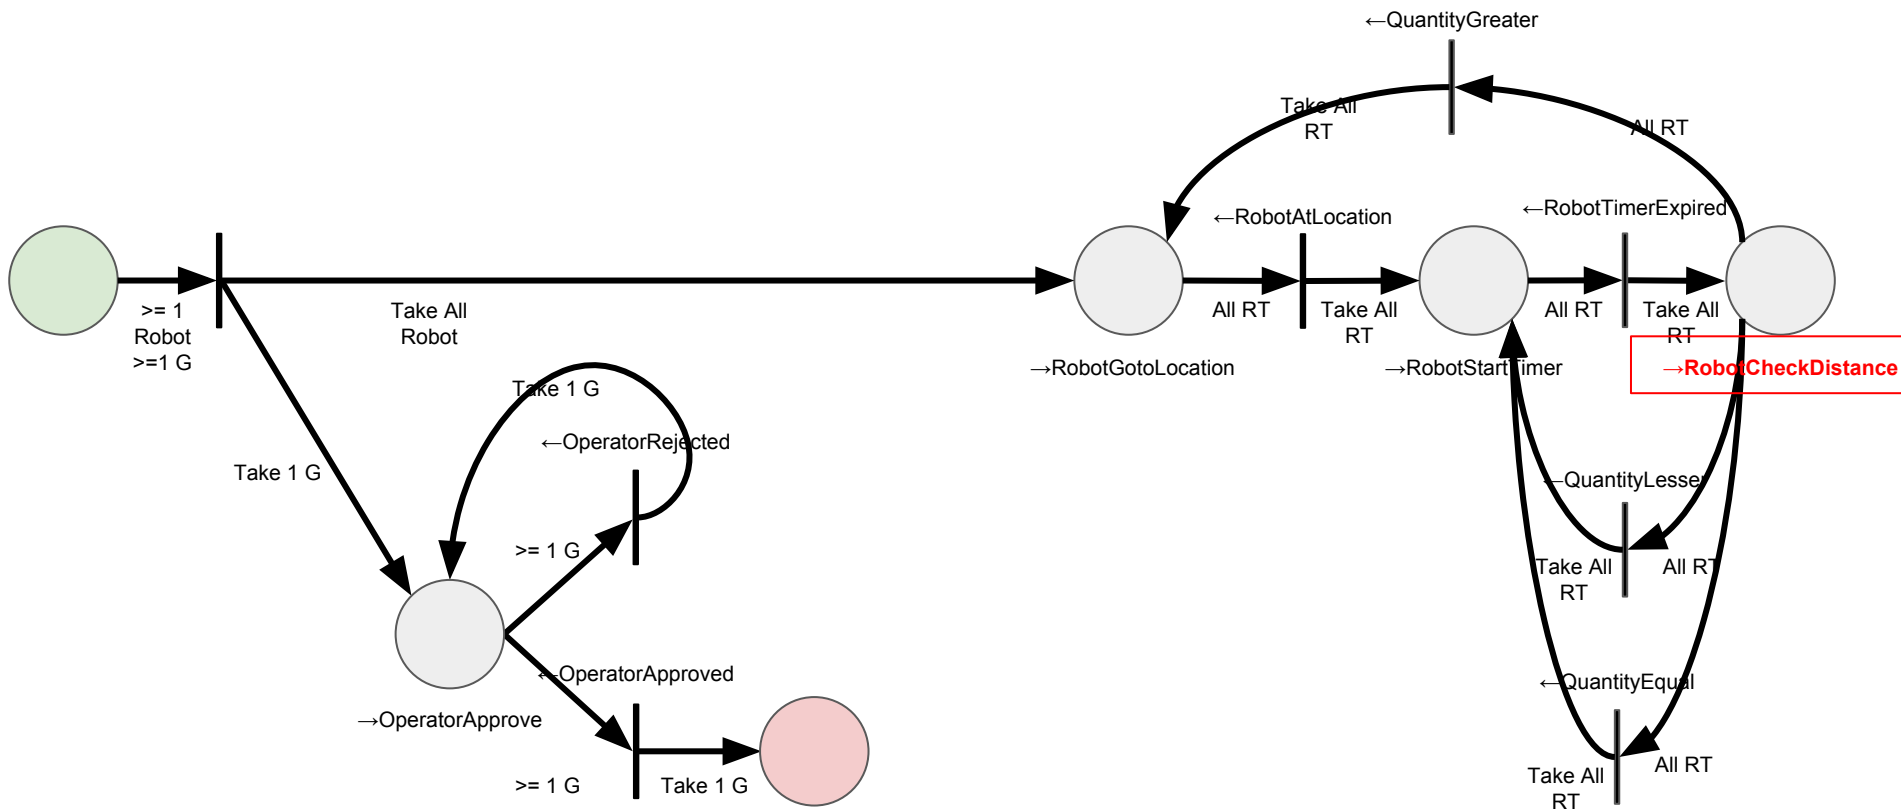 ←QuantityGreater
Take All
RT
All RT
←RobotAtLocation
←RobotTimerExpired
>= 1
Robot
>=1 G
Take All
Robot
All RT
Take All
RT
All RT
Take All
RT
→RobotGotoLocation
→RobotStartTimer
→RobotCheckDistance
Take 1 G
←OperatorRejected
Take 1 G
←QuantityLesser
>= 1 G
Take All
RT
All RT
←OperatorApproved
←QuantityEqual
→OperatorApprove
>= 1 G
Take 1 G
Take All
RT
All RT